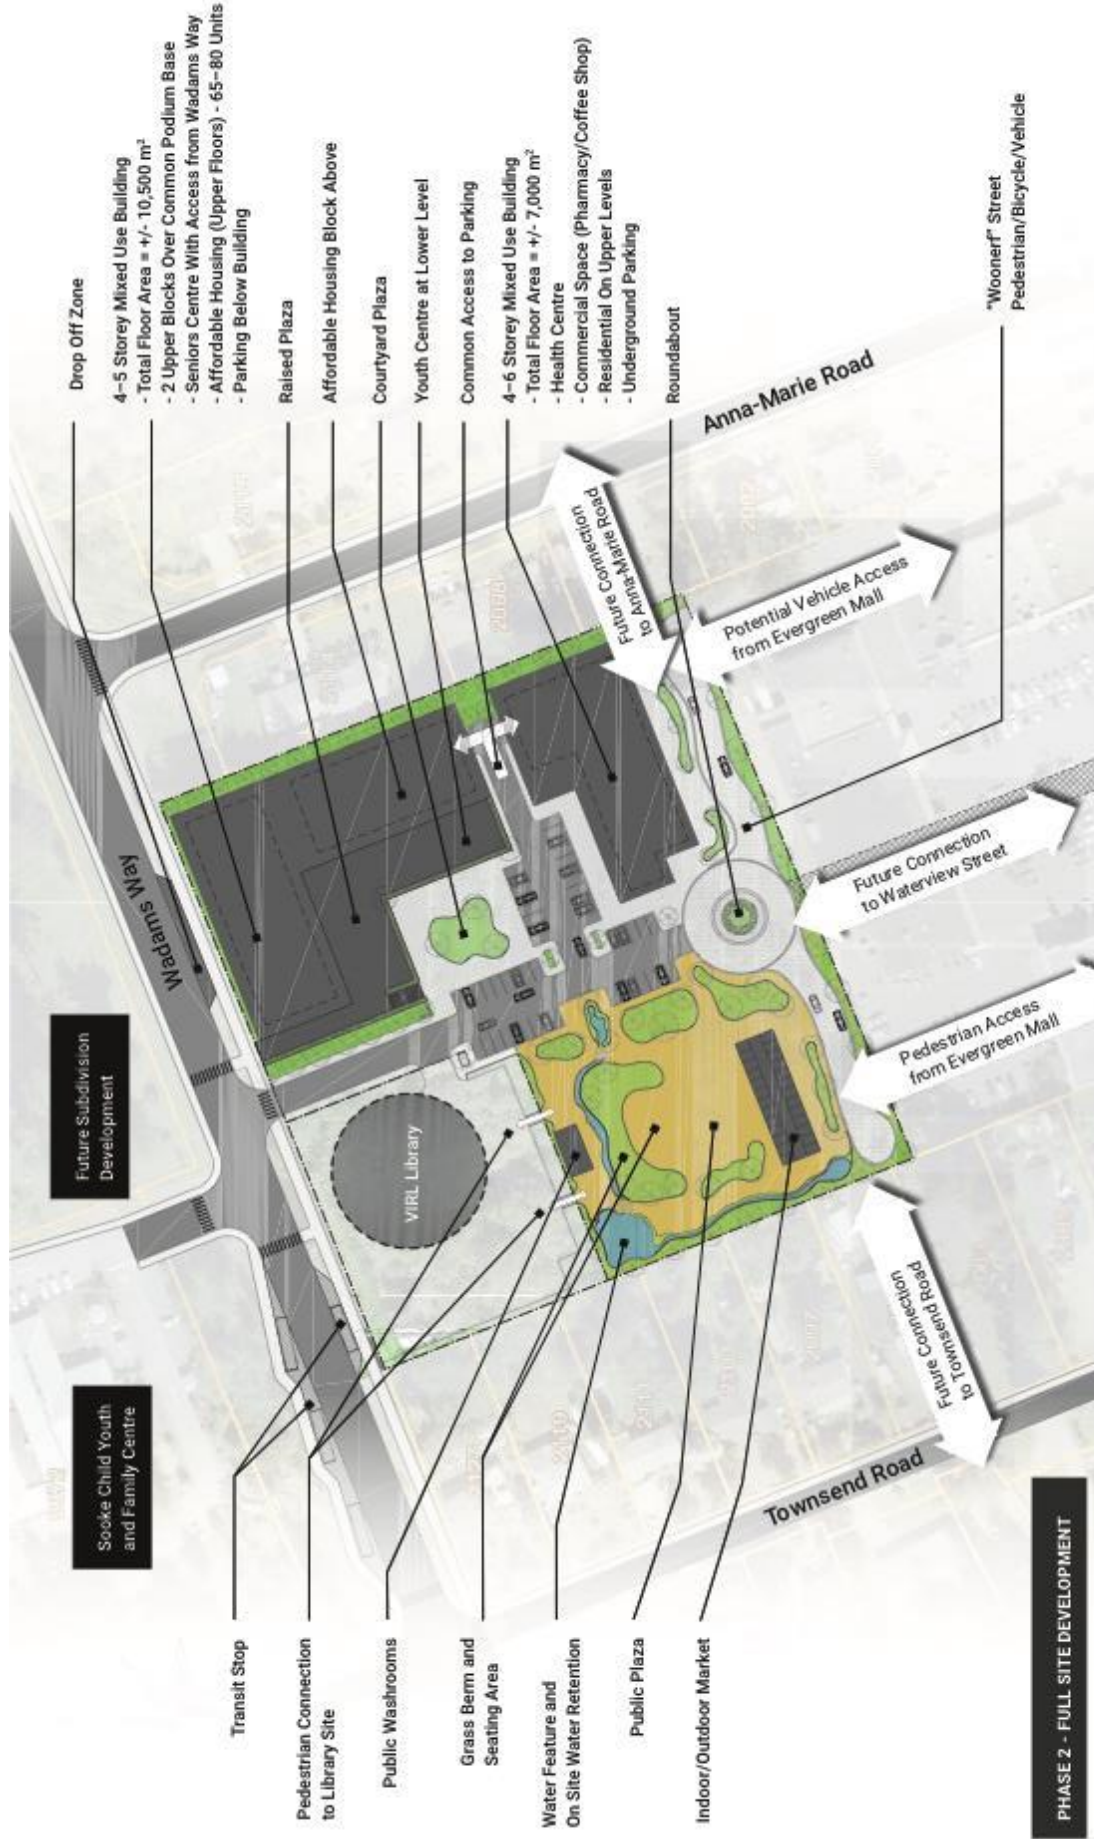 Drop Off Zone
4–5 Storey Mixed Use Building
- Total Floor Area = +/- 10,500 m²
- 2 Upper Blocks Over Common Podium Base
- Seniors Centre With Access from Wadams Way
- Affordable Housing (Upper Floors) - 65–80 Units
- Parking Below Building
Raised Plaza
Affordable Housing Block Above
Courtyard Plaza
Youth Centre at Lower Level
Common Access to Parking
4–6 Storey Mixed Use Building
- Total Floor Area = +/- 7,000 m²
- Health Centre
- Commercial Space (Pharmacy/Coffee Shop)
- Residential On Upper Levels
- Underground Parking
Roundabout
"Woonerf" Street
Pedestrian/Bicycle/Vehicle
Future Subdivision
Development
Sooke Child Youth
and Family Centre
Wadams Way
Anna-Marie Road
Townsend Road
VIRL Library
Future Connection
to Anna-Marie Road
Potential Vehicle Access
from Evergreen Mall
Future Connection
to Waterview Street
Pedestrian Access
from Evergreen Mall
Future Connection
to Townsend Road
Transit Stop
Pedestrian Connection
to Library Site
Public Washrooms
Grass Berm and
Seating Area
Water Feature and
On Site Water Retention
Public Plaza
Indoor/Outdoor Market
PHASE 2 - FULL SITE DEVELOPMENT